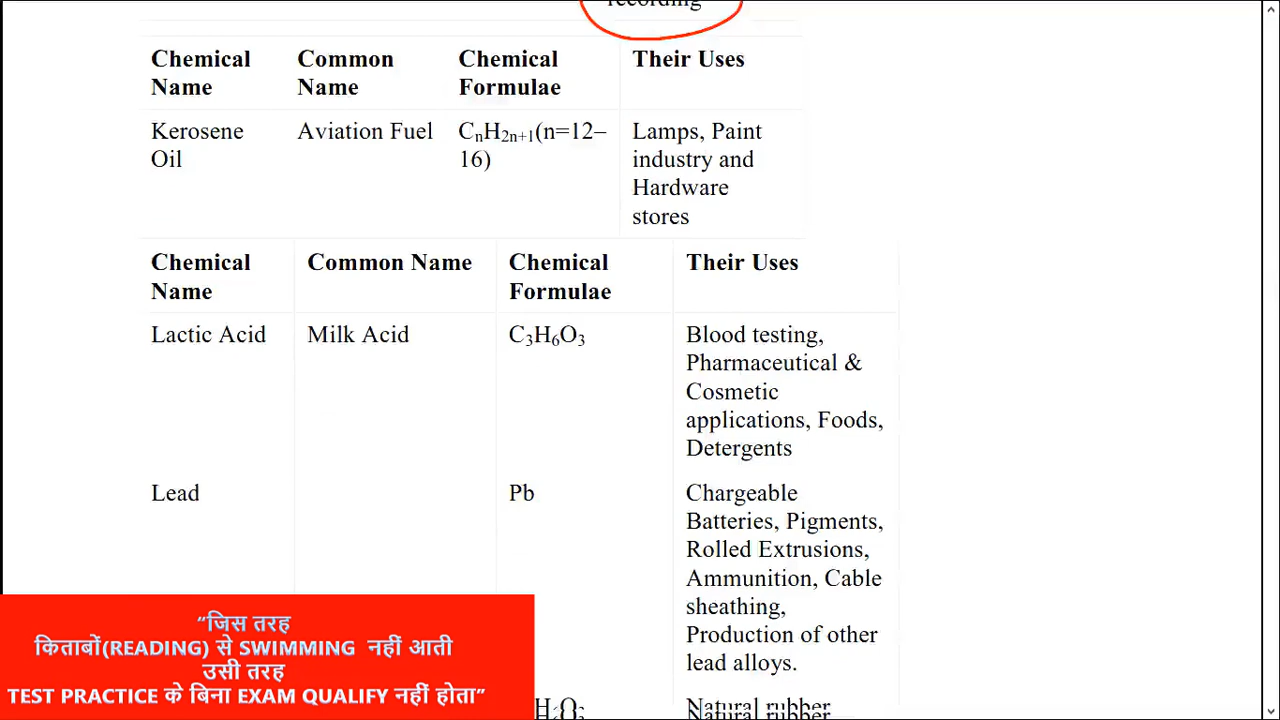 recording
Chemical Common Chemical Their Uses
Name Name Formulae
Kerosene Aviation Fuel CₙH₂ₙ₊₁(n=12– Lamps, Paint
Oil 16) industry and
Hardware
stores
Chemical Common Name Chemical Their Uses
Name Formulae
Lactic Acid Milk Acid C₃H₆O₃ Blood testing,
Pharmaceutical &
Cosmetic
applications, Foods,
Detergents
Lead Pb Chargeable
Batteries, Pigments,
Rolled Extrusions,
Ammunition, Cable
sheathing,
Production of other
lead alloys.
Natural rubber
“जिस तरह
किताबों(READING) से SWIMMING नहीं आती
उसी तरह
TEST PRACTICE के बिना EXAM QUALIFY नहीं होता”